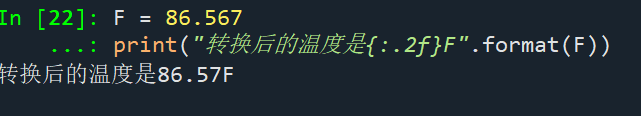 In [22]: F = 86.567
    ...: print("转换后的温度是{:.2f}F".format(F))
转换后的温度是86.57F